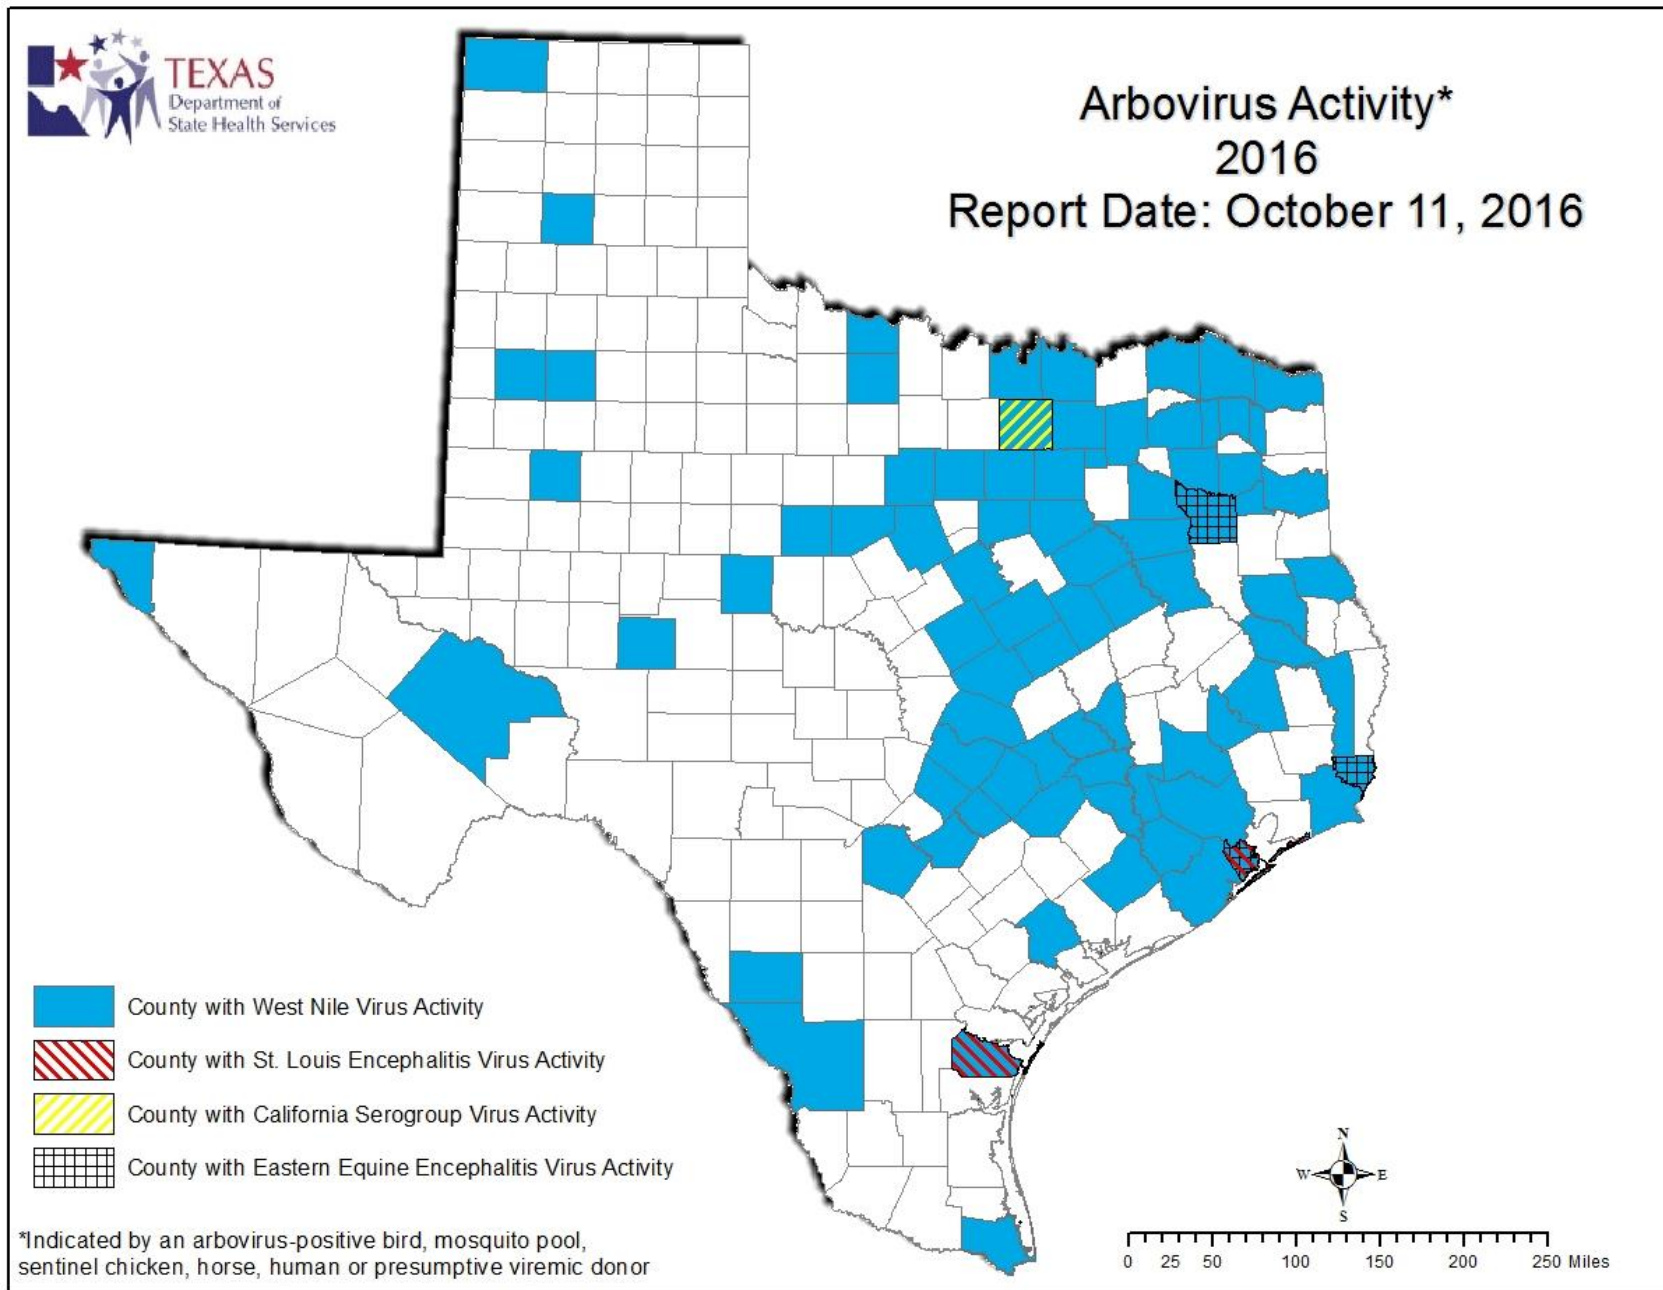 TEXAS
Department of
State Health Services
Arbovirus Activity*
2016
Report Date: October 11, 2016
County with West Nile Virus Activity
County with St. Louis Encephalitis Virus Activity
County with California Serogroup Virus Activity
County with Eastern Equine Encephalitis Virus Activity
*Indicated by an arbovirus-positive bird, mosquito pool,
sentinel chicken, horse, human or presumptive viremic donor
N
W E
S
0 25 50 100 150 200 250 Miles